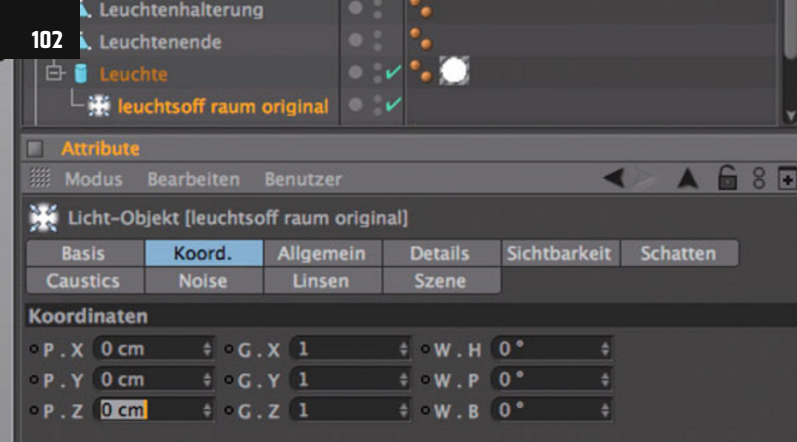 Leuchtenhalterung
102
Leuchtenende
Leuchte
leuchtsoff raum original
Attribute
Modus Bearbeiten Benutzer
Licht-Objekt [leuchtsoff raum original]
Basis Koord. Allgemein Details Sichtbarkeit Schatten
Caustics Noise Linsen Szene
Koordinaten
P . X 0 cm G . X 1 W . H 0 °
P . Y 0 cm G . Y 1 W . P 0 °
P . Z 0 cm G . Z 1 W . B 0 °